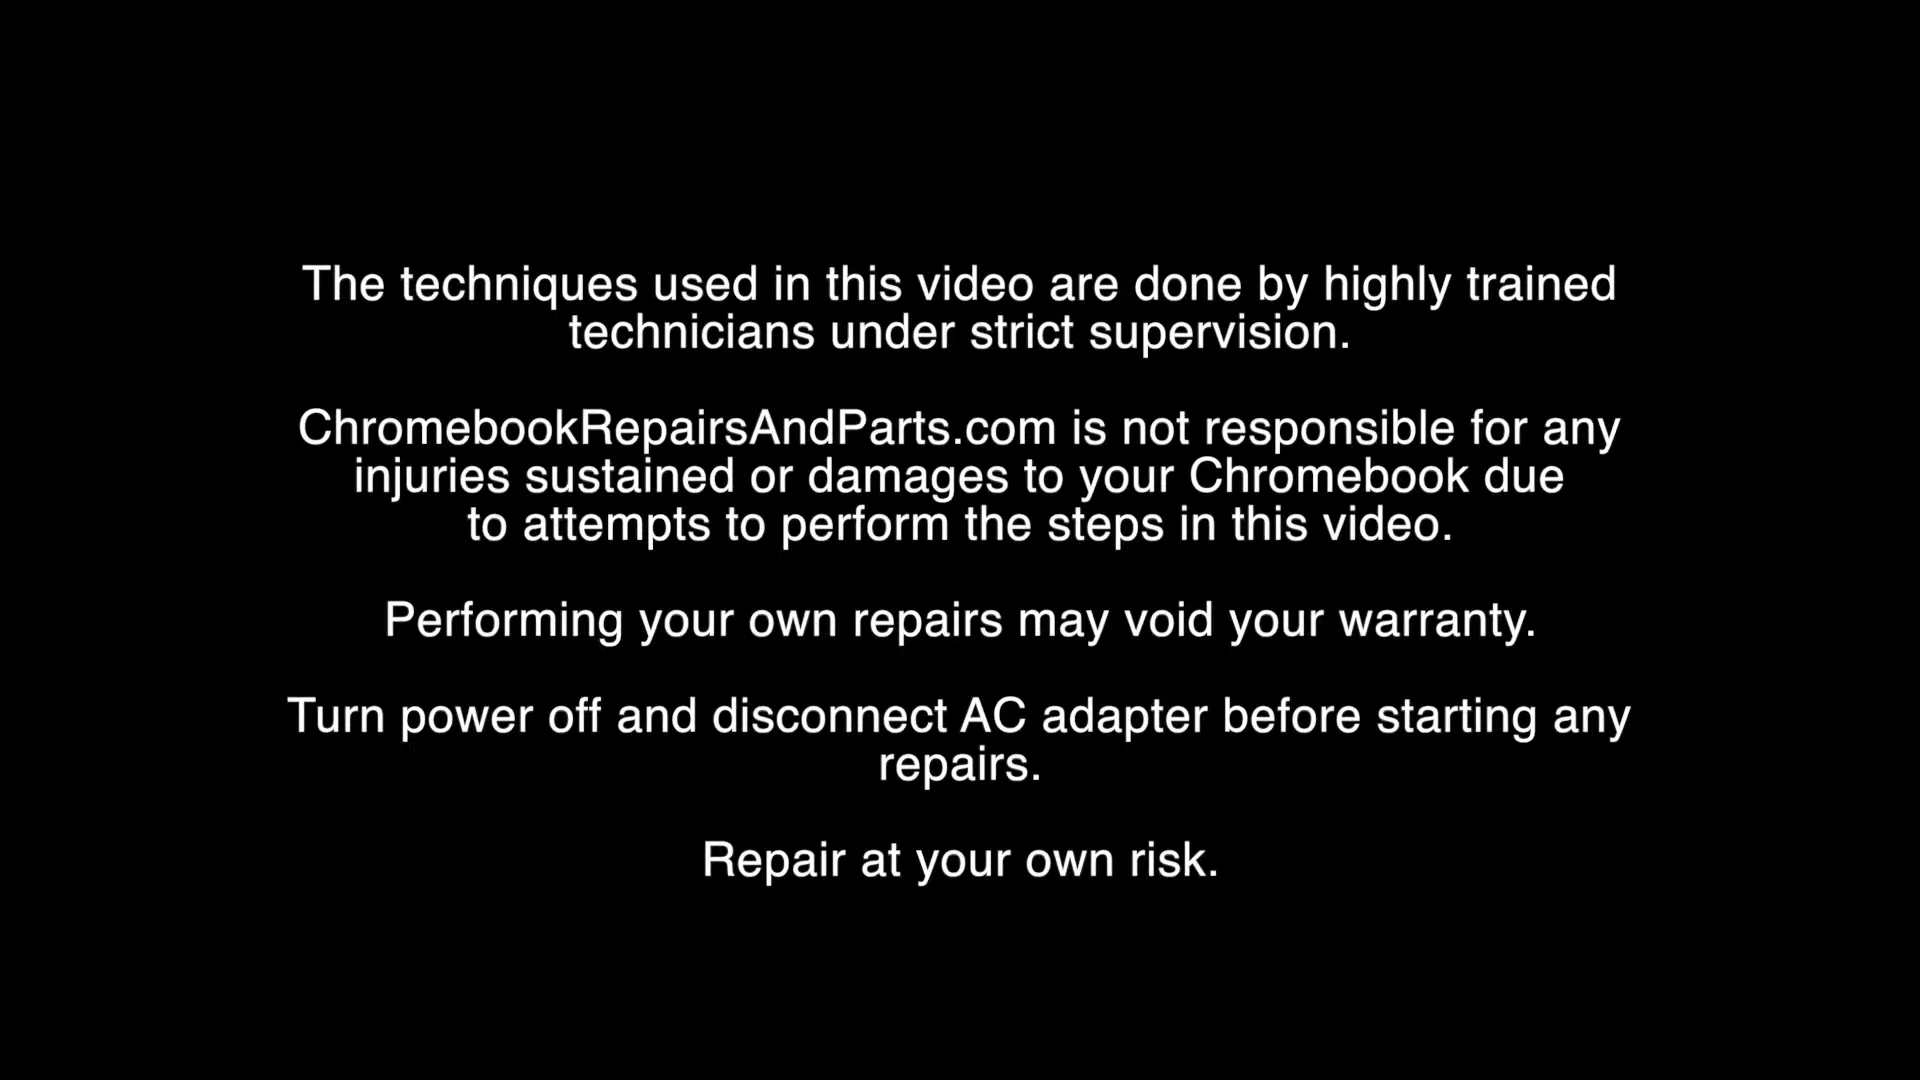 The techniques used in this video are done by highly trained
technicians under strict supervision.
ChromebookRepairsAndParts.com is not responsible for any
injuries sustained or damages to your Chromebook due
to attempts to perform the steps in this video.
Performing your own repairs may void your warranty.
Turn power off and disconnect AC adapter before starting any
repairs.
Repair at your own risk.